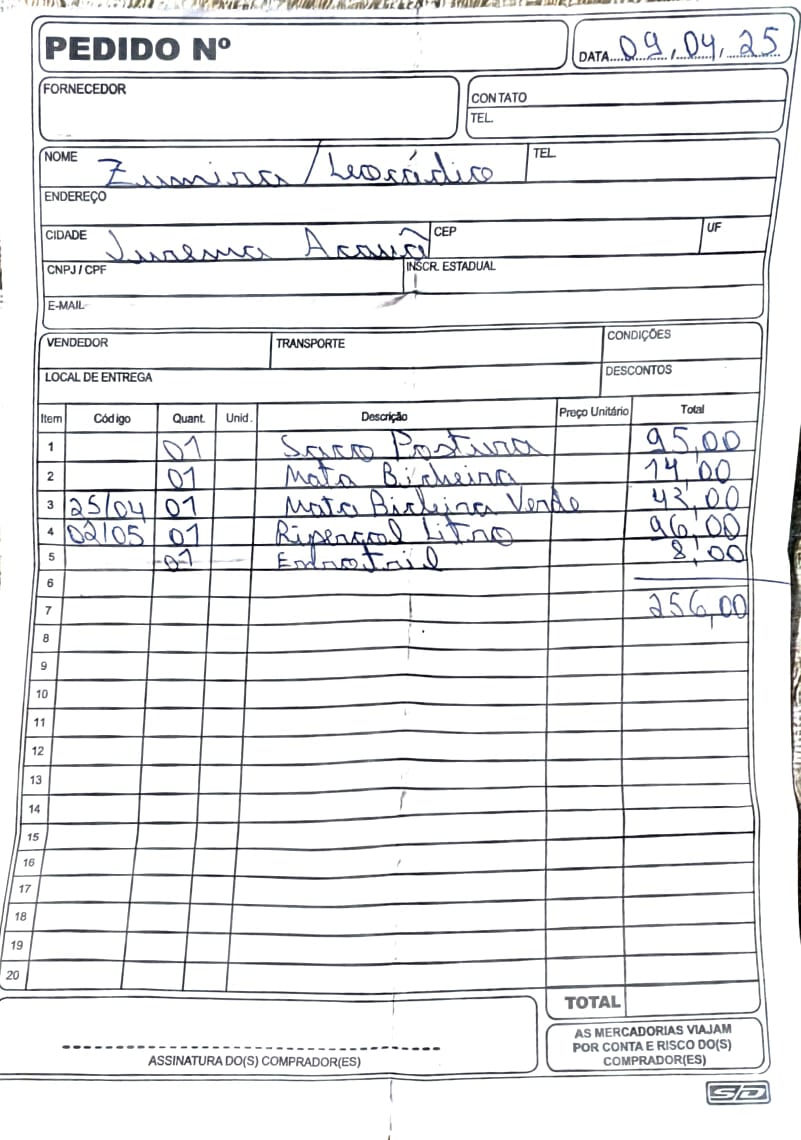 PEDIDO Nº
DATA 09, 04, 25
FORNECEDOR
CONTATO
TEL.
NOME Zumira / Leocádico TEL.
ENDEREÇO
CIDADE Jurema Acauã CEP UF
CNPJ / CPF INSCR. ESTADUAL
E-MAIL
VENDEDOR TRANSPORTE CONDIÇÕES
LOCAL DE ENTREGA DESCONTOS
Item Código Quant. Unid. Descrição Preço Unitário Total
1 01 Saco Postura 95,00
2 01 Mata Bicheira 14,00
3 25/04 01 Mata Bicheira Verde 43,00
4 02/05 01 Ripercol Litro 96,00
5 01 Enrotril 8,00
6
7 256,00
8
9
10
11
12
13
14
15
16
17
18
19
20
TOTAL
ASSINATURA DO(S) COMPRADOR(ES)
AS MERCADORIAS VIAJAM
POR CONTA E RISCO DO(S)
COMPRADOR(ES)
SD